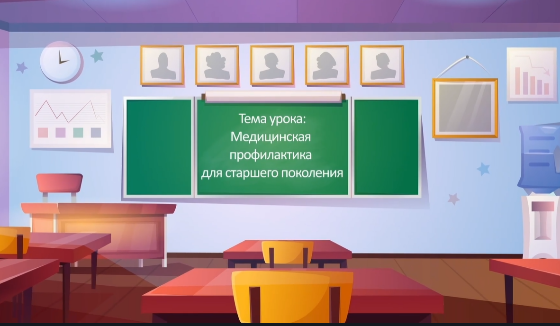 Тема урока:
Медицинская
профилактика
для старшего поколения